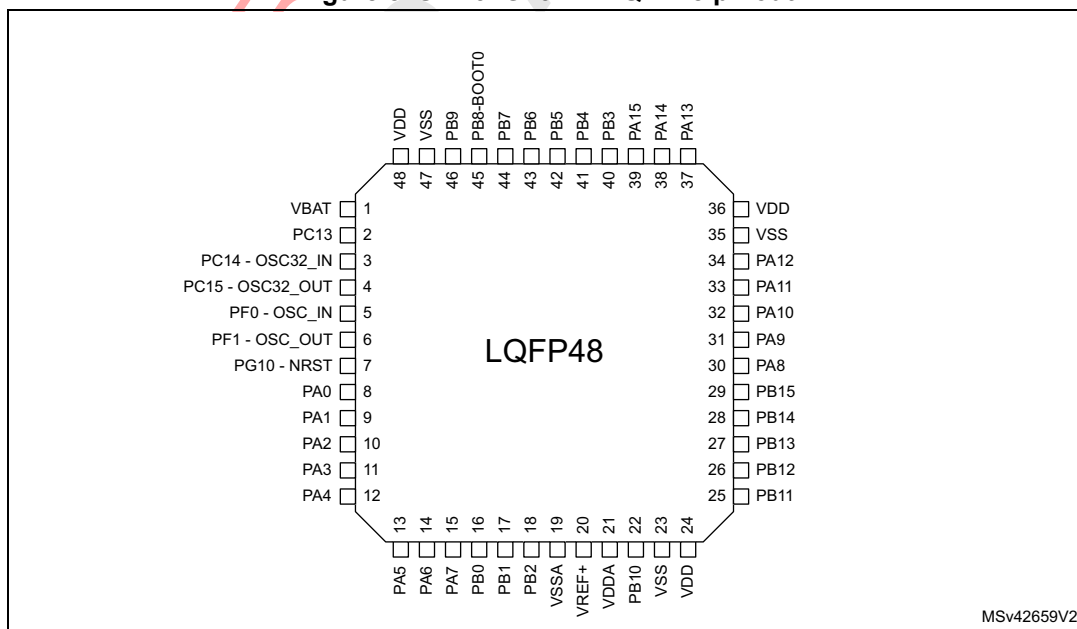 VDD
VSS
PB9
PB8-BOOT0
PB7
PB6
PB5
PB4
PB3
PA15
PA14
PA13
48
47
46
45
44
43
42
41
40
39
38
37
VBAT 1
PC13 2
PC14 - OSC32_IN 3
PC15 - OSC32_OUT 4
PF0 - OSC_IN 5
PF1 - OSC_OUT 6
PG10 - NRST 7
PA0 8
PA1 9
PA2 10
PA3 11
PA4 12
LQFP48
36 VDD
35 VSS
34 PA12
33 PA11
32 PA10
31 PA9
30 PA8
29 PB15
28 PB14
27 PB13
26 PB12
25 PB11
13
14
15
16
17
18
19
20
21
22
23
24
PA5
PA6
PA7
PB0
PB1
PB2
VSSA
VREF+
VDDA
PB10
VSS
VDD
MSv42659V2